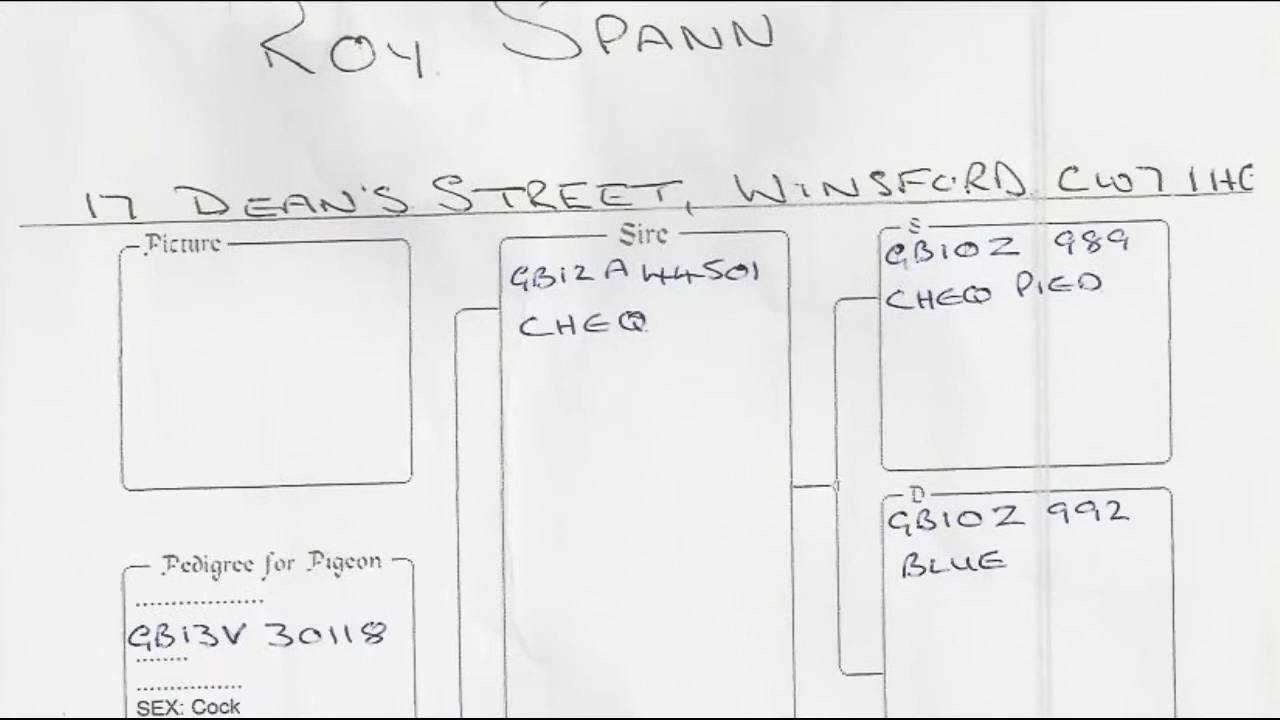 ROY SPANN
17 DEAN'S STREET, WINSFORD CW7 1HE
Picture
Sire
GB12A44501
CHEQ
S
GB10Z 989
CHEQ PIED
D
GB10Z 992
BLUE
Pedigree for Pigeon
GB13V 30118
SEX: Cock